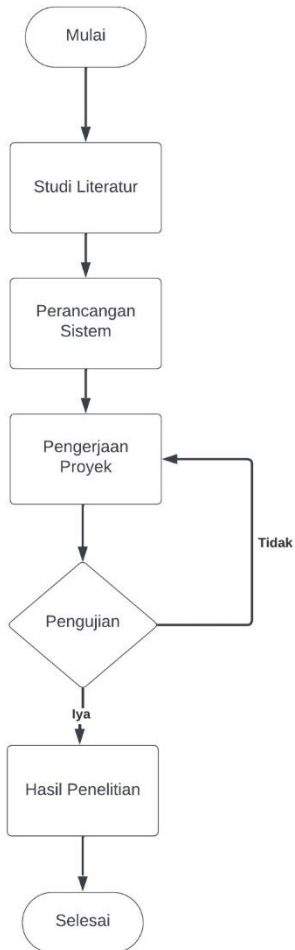 Mulai
Studi Literatur
Perancangan
Sistem
Pengerjaan
Proyek
Tidak
Pengujian
Iya
Hasil Penelitian
Selesai